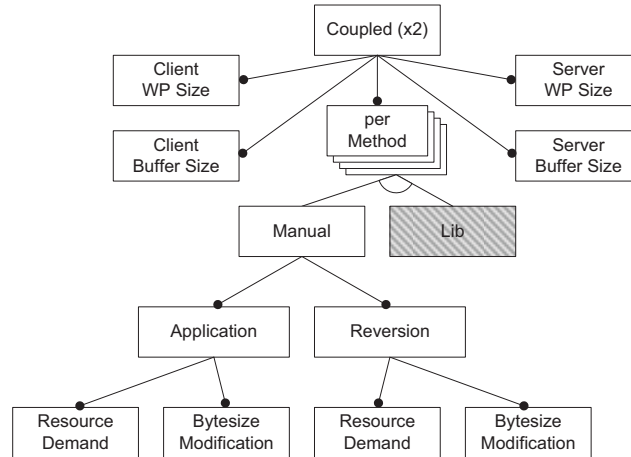 Coupled (x2)
Client
WP Size
Server
WP Size
per
Method
Client
Buffer Size
Server
Buffer Size
Manual
Lib
Application
Reversion
Resource
Demand
Bytesize
Modification
Resource
Demand
Bytesize
Modification